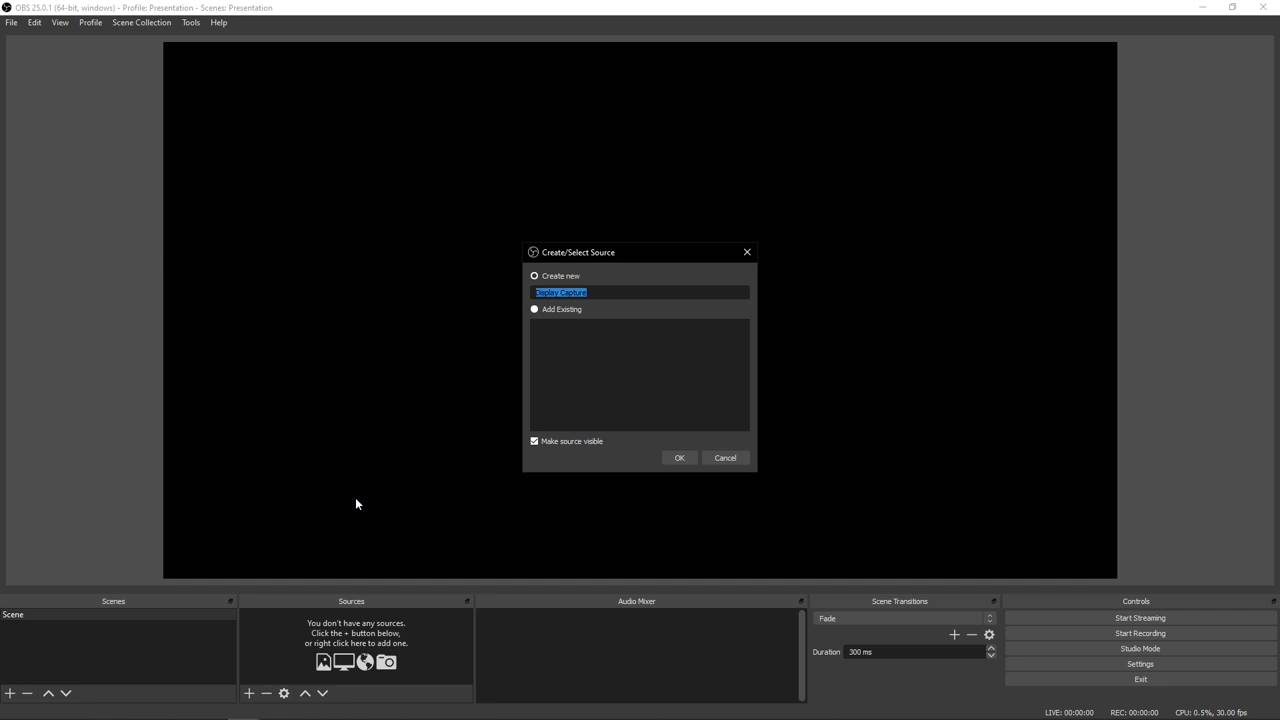 OBS 25.0.1 (64-bit, windows) - Profile: Presentation - Scenes: Presentation
File Edit View Profile Scene Collection Tools Help
Create/Select Source
Create new
Display Capture
Add Existing
Make source visible
OK Cancel
Scenes
Scene
Sources
You don't have any sources.
Click the + button below,
or right click here to add one.
Audio Mixer
Scene Transitions
Fade
Duration 300 ms
Controls
Start Streaming
Start Recording
Studio Mode
Settings
Exit
LIVE: 00:00:00 REC: 00:00:00 CPU: 0.5%, 30.00 fps